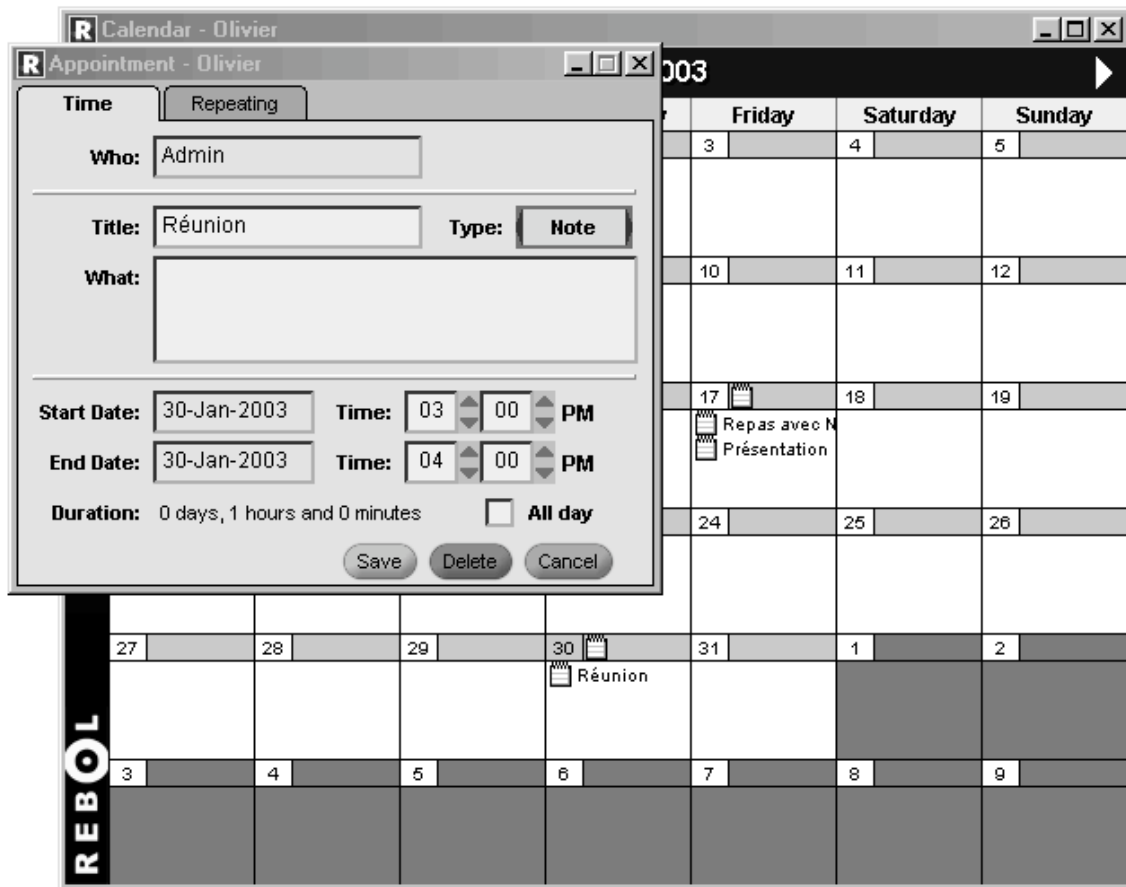 Calendar - Olivier
Appointment - Olivier
003
Time Repeating
Friday Saturday Sunday
Who: Admin
3 4 5
Title: Réunion Type: Note
What:
10 11 12
Start Date: 30-Jan-2003 Time: 03 00 PM
End Date: 30-Jan-2003 Time: 04 00 PM
Duration: 0 days, 1 hours and 0 minutes All day
Save Delete Cancel
17 18 19
Repas avec N
Présentation
24 25 26
27 28 29 30 31 1 2
Réunion
3 4 5 6 7 8 9
REBOL